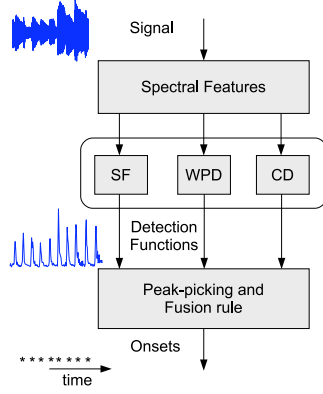 Signal
Spectral Features
SF WPD CD
Detection
Functions
Peak-picking and
Fusion rule
Onsets
* * * * * * * *
time